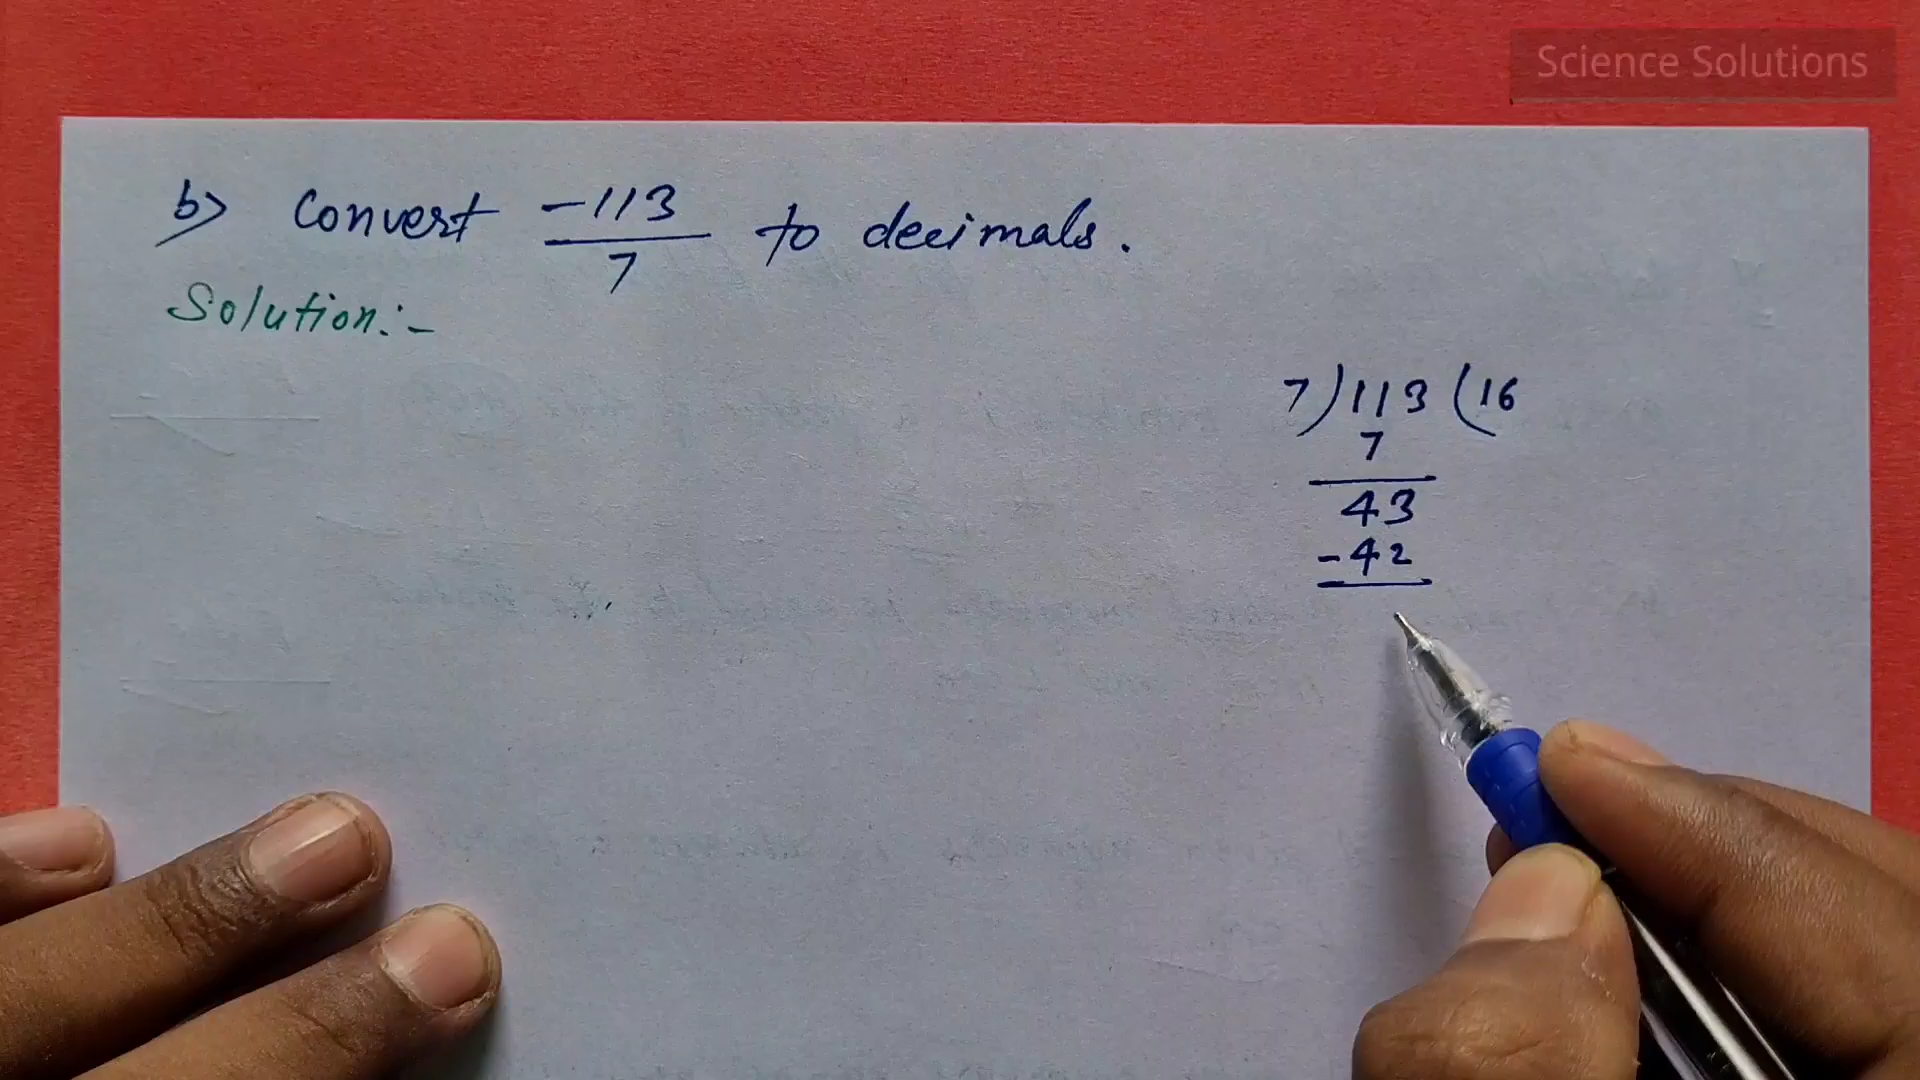 Science Solutions
b> Convert -113/7 to decimals.
Solution:-
7)113(16
7
43
-42